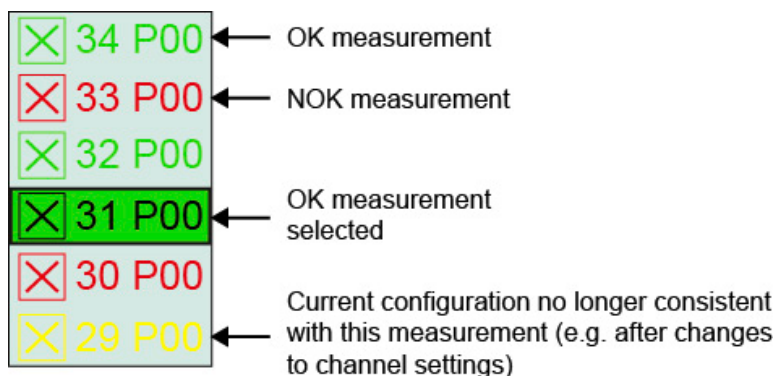 34 P00
OK measurement
33 P00
NOK measurement
32 P00
31 P00
OK measurement
selected
30 P00
29 P00
Current configuration no longer consistent
with this measurement (e.g. after changes
to channel settings)